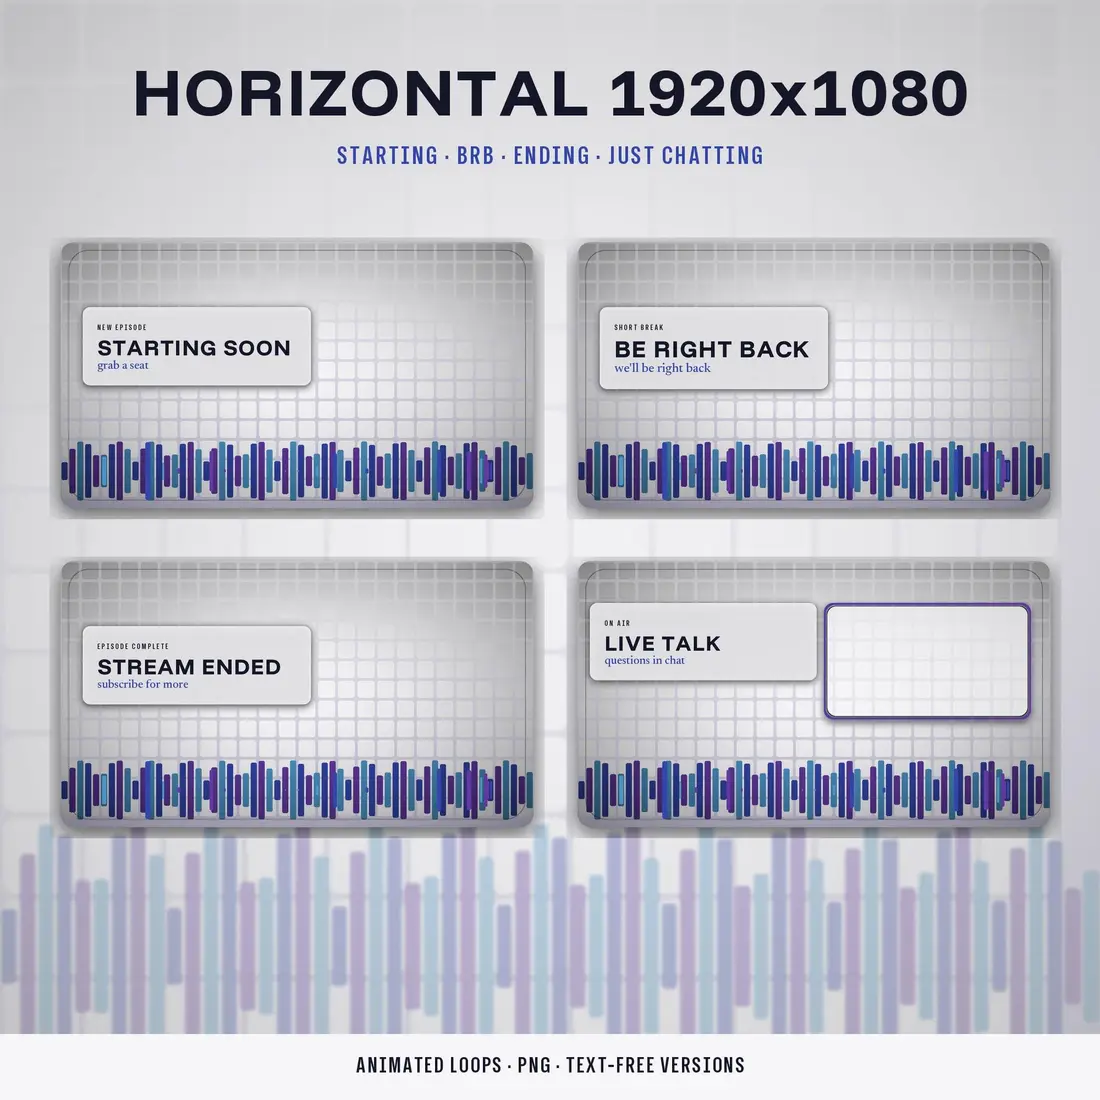 HORIZONTAL 1920x1080
STARTING · BRB · ENDING · JUST CHATTING
NEW EPISODE
STARTING SOON
grab a seat
SHORT BREAK
BE RIGHT BACK
we'll be right back
EPISODE COMPLETE
STREAM ENDED
subscribe for more
ON AIR
LIVE TALK
questions in chat
ANIMATED LOOPS · PNG · TEXT-FREE VERSIONS